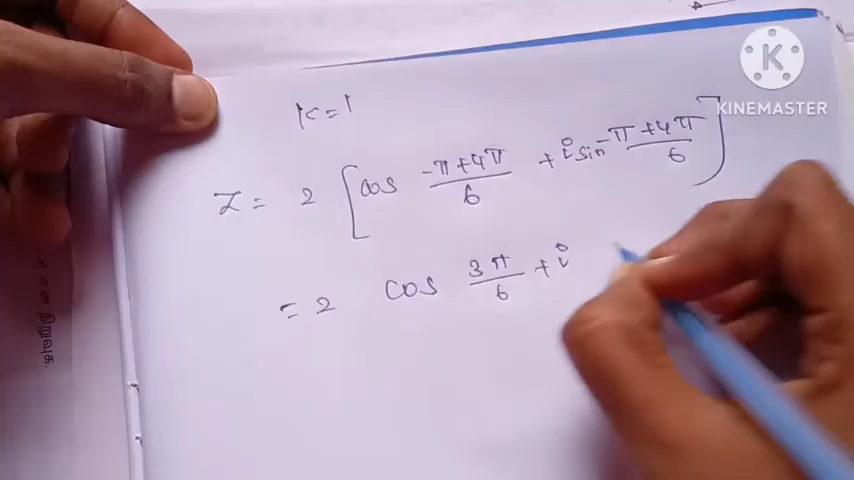 K
KINEMASTER
K=1
Z = 2 [cos (-π+4π)/6 + i sin (-π+4π)/6]
= 2 cos 3π/6 + i